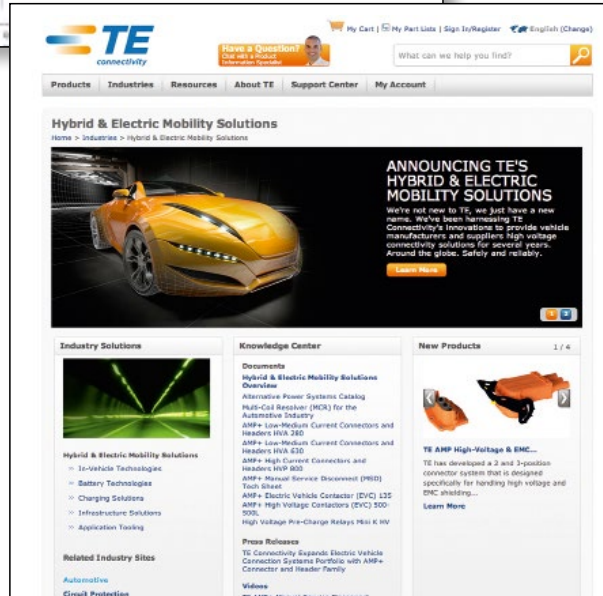 My Cart | My Part Lists | Sign In/Register English (Change)
TE
connectivity
Have a Question?
Chat with a Product
Information Specialist
What can we help you find?
Products Industries Resources About TE Support Center My Account
Hybrid & Electric Mobility Solutions
Home > Industries > Hybrid & Electric Mobility Solutions
ANNOUNCING TE'S
HYBRID & ELECTRIC
MOBILITY SOLUTIONS
We're not new to TE, we just have a new
name. We've been harnessing TE
Connectivity's innovations to provide vehicle
manufacturers and suppliers high voltage
connectivity solutions for several years.
Around the globe. Safely and reliably.
Learn More
1 2
Industry Solutions
Hybrid & Electric Mobility Solutions
» In-Vehicle Technologies
» Battery Technologies
» Charging Solutions
» Infrastructure Solutions
» Application Tooling
Related Industry Sites
Automotive
Circuit Protection
Knowledge Center
Documents
Hybrid & Electric Mobility Solutions
Overview
Alternative Power Systems Catalog
Multi-Coil Resolver (MCR) for the
Automotive Industry
AMP+ Low-Medium Current Connectors and
Headers HVA 280
AMP+ Low-Medium Current Connectors and
Headers HVA 630
AMP+ High Current Connectors and
Headers HVP 800
AMP+ Manual Service Disconnect (MSD)
Tech Sheet
AMP+ Electric Vehicle Contactor (EVC) 135
AMP+ High Voltage Contactors (EVC) 500-
500L
High Voltage Pre-Charge Relays Mini K HV
Press Releases
TE Connectivity Expands Electric Vehicle
Connection Systems Portfolio with AMP+
Connector and Header Family
Videos
New Products 1 / 4
TE AMP High-Voltage & EMC...
TE has developed a 2 and 3-position
connector system that is designed
specifically for handling high voltage and
EMC shielding...
Learn More